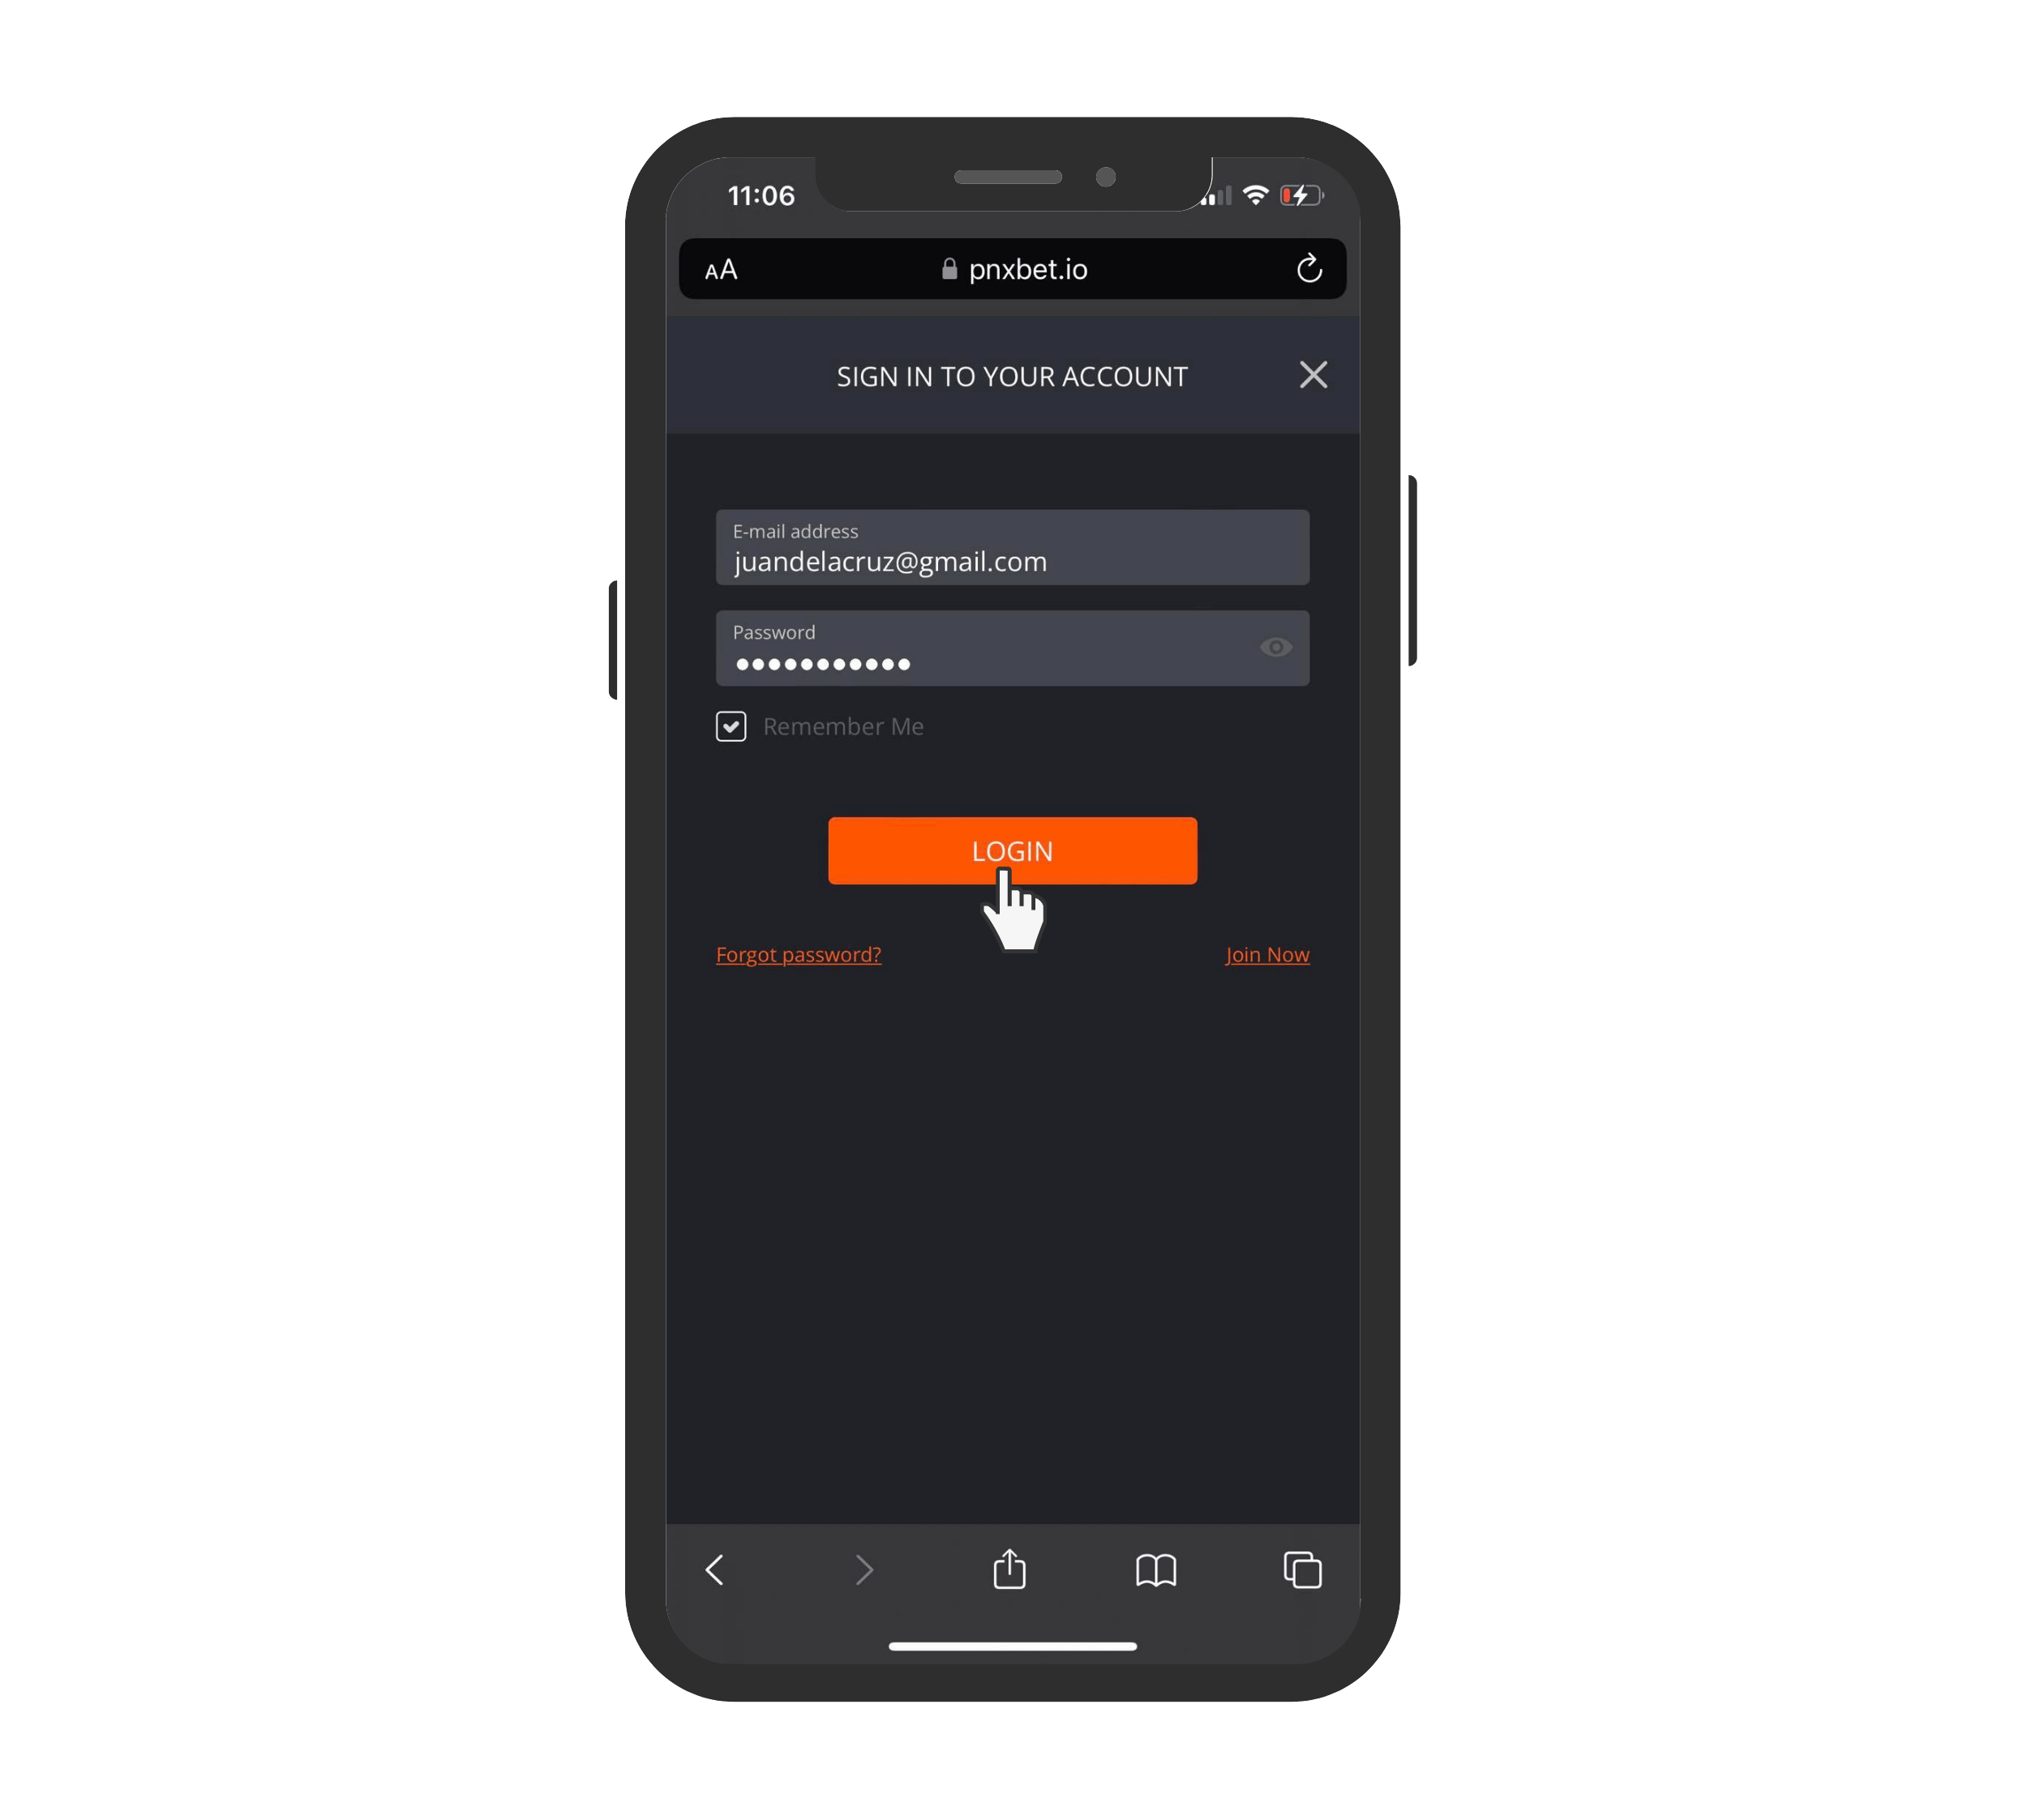 11:06
AA pnxbet.io
SIGN IN TO YOUR ACCOUNT
E-mail address
juandelacruz@gmail.com
Password
●●●●●●●●●●●
Remember Me
LOGIN
Forgot password? Join Now